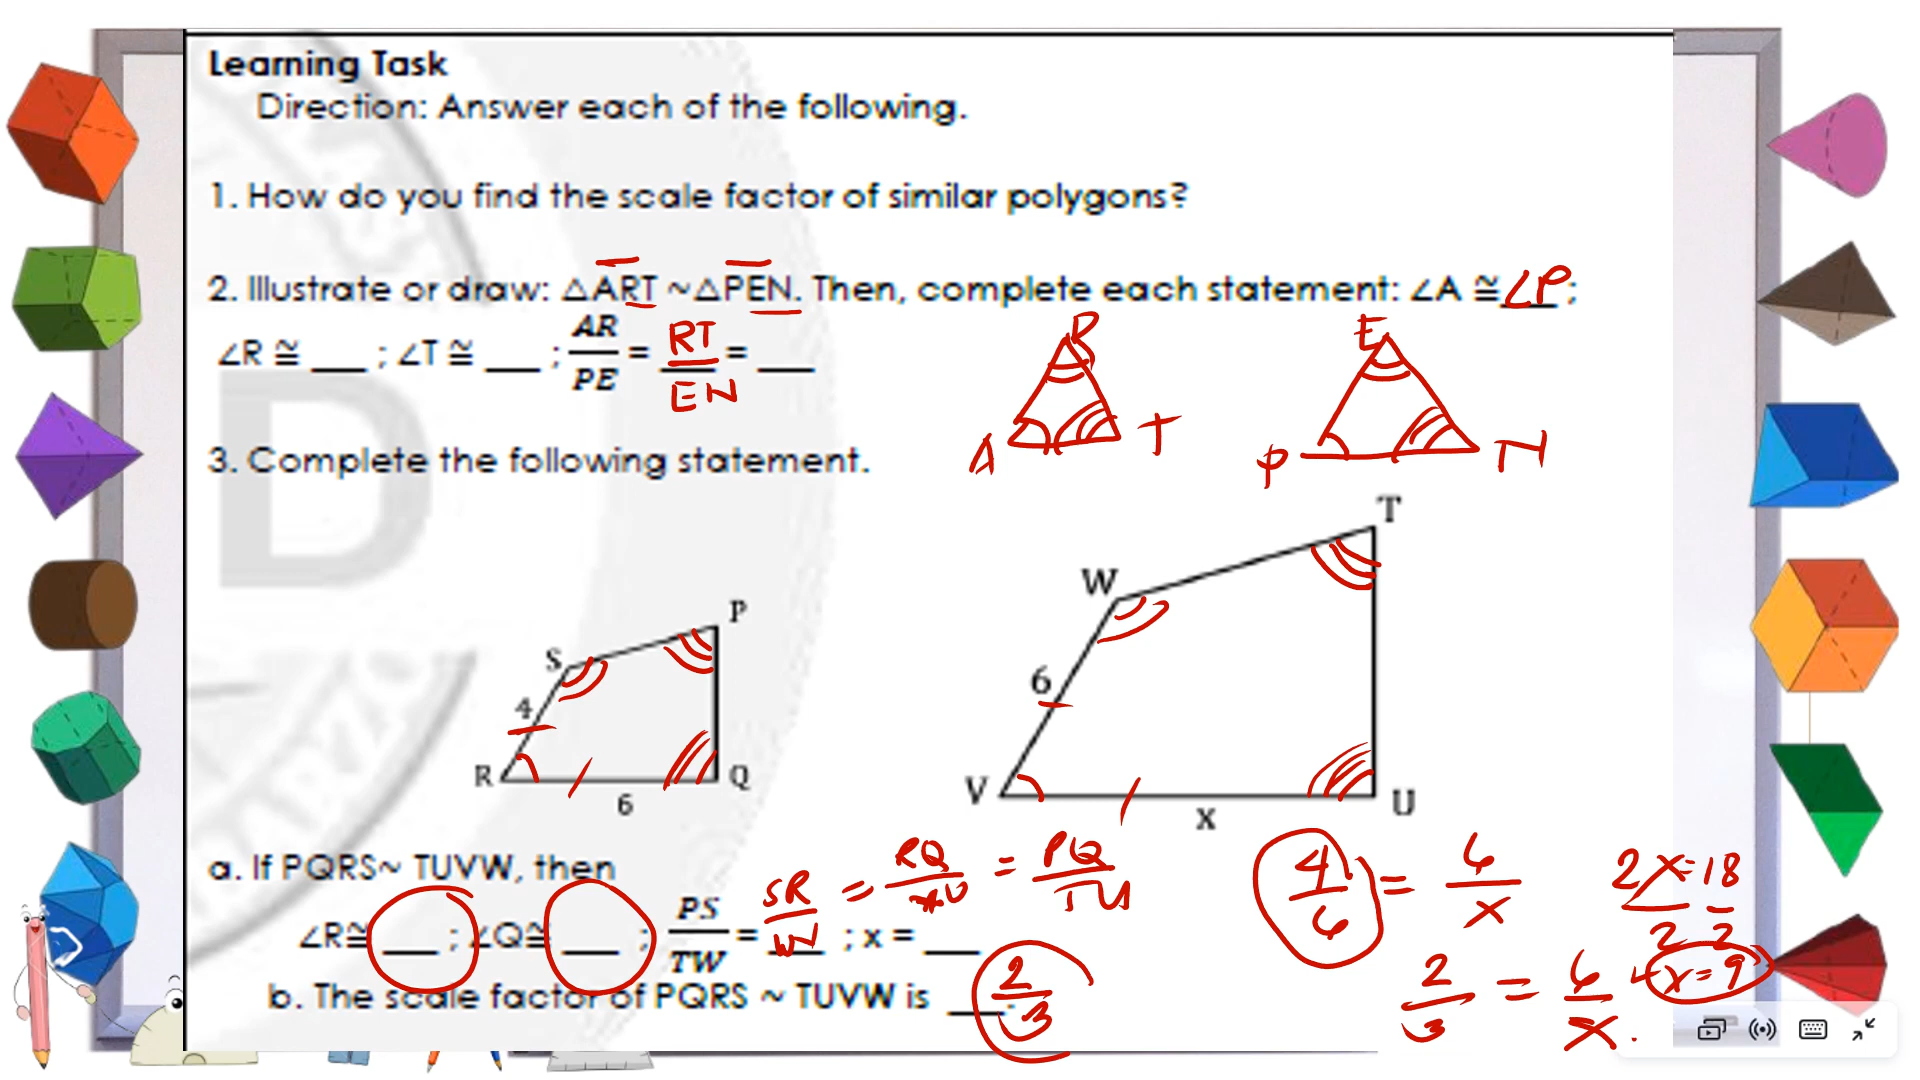 Learning Task
Direction: Answer each of the following.
1. How do you find the scale factor of similar polygons?
2. Illustrate or draw: △ART ~△PEN. Then, complete each statement: ∠A ≅ ∠P;
∠R ≅ ___ ; ∠T ≅ ___ ; AR/PE = RT/EN = ___
R E
A T P N
3. Complete the following statement.
T
W
P
S
6
4
R Q V U
6 x
a. If PQRS~ TUVW, then
∠R≅ ___ ; ∠Q≅ ___ ; PS/TW = SR/ = RQ/ = PQ/TU ; x = ___
4/6 = 6/x
2x=18
2 2
x=9
2/3 = 6/x
b. The scale factor of PQRS ~ TUVW is 2/3.